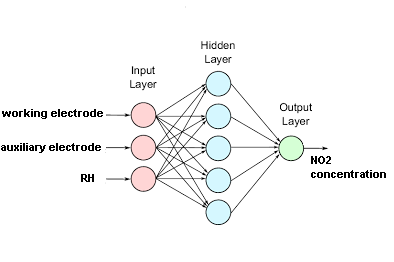 Hidden
Layer
Input
Layer
Output
Layer
working electrode
auxiliary electrode
RH
NO2
concentration